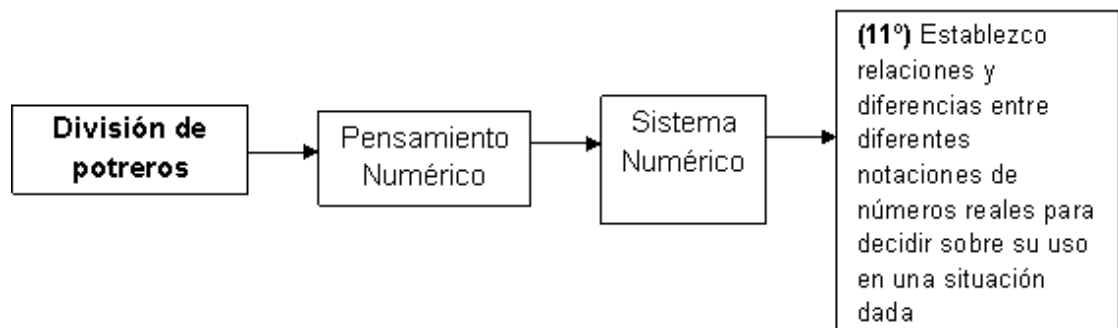 División de
potreros
Pensamiento
Numérico
Sistema
Numérico
(11°) Establezco
relaciones y
diferencias entre
diferentes
notaciones de
números reales para
decidir sobre su uso
en una situación
dada